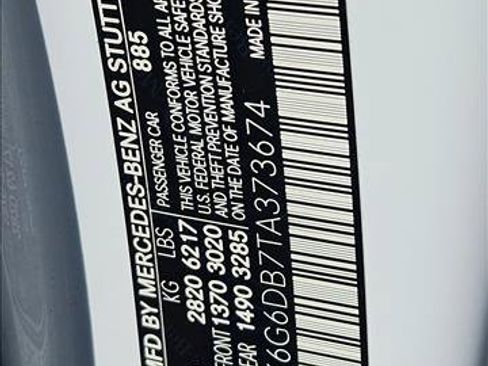 MFD BY MERCEDES-BENZ AG STUTT
885
KG LBS PASSENGER CAR
2820 6217 THIS VEHICLE CONFORMS TO ALL AP
1370 3020 U.S. FEDERAL MOTOR VEHICLE SAFE
FRONT AND THEFT PREVENTION STANDARDS
EAR 1490 3285 ON THE DATE OF MANUFACTURE SHO
MADE IN
6G6DB7TA373674